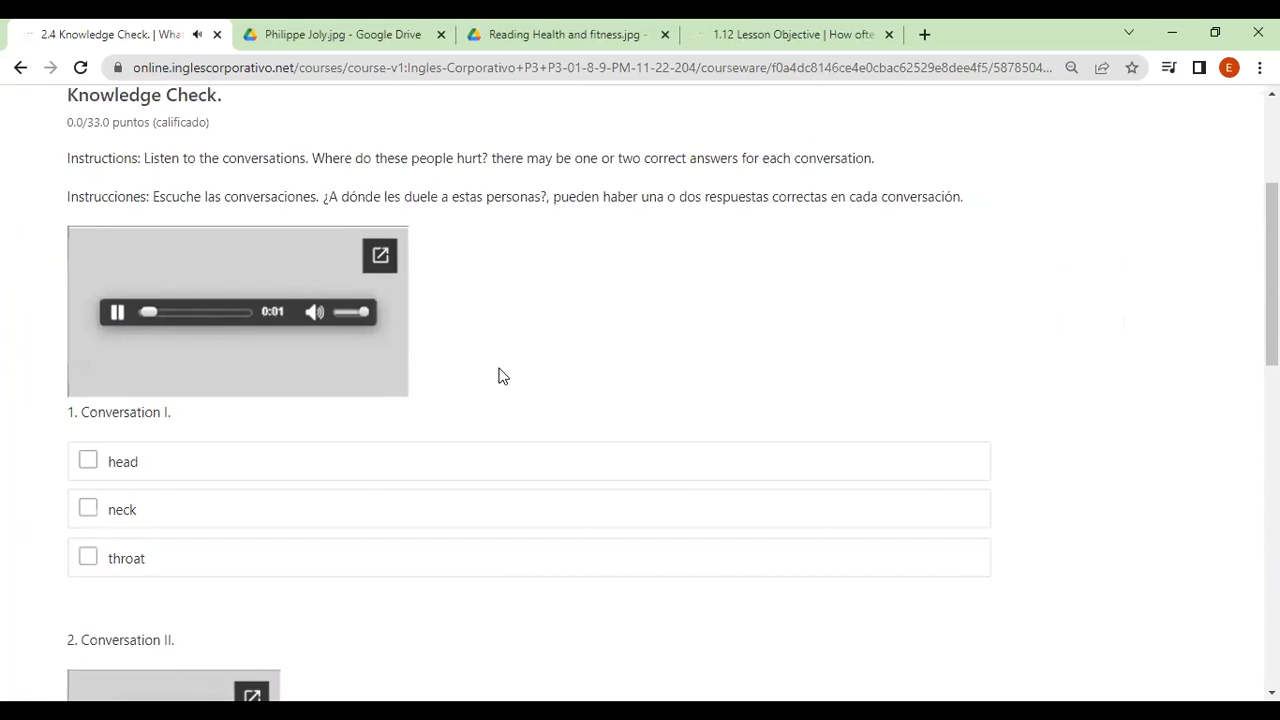 2.4 Knowledge Check. | Wha
Philippe Joly.jpg - Google Drive
Reading Health and fitness.jpg -
1.12 Lesson Objective | How ofte
online.inglescorporativo.net/courses/course-v1:Ingles-Corporativo+P3+P3-01-8-9-PM-11-22-204/courseware/f0a4dc8146ce4e0cbac62529e8dee4f5/5878504...
E
Knowledge Check.
0.0/33.0 puntos (calificado)
Instructions: Listen to the conversations. Where do these people hurt? there may be one or two correct answers for each conversation.
Instrucciones: Escuche las conversaciones. ¿A dónde les duele a estas personas?, pueden haber una o dos respuestas correctas en cada conversación.
0:01
1. Conversation I.
head
neck
throat
2. Conversation II.